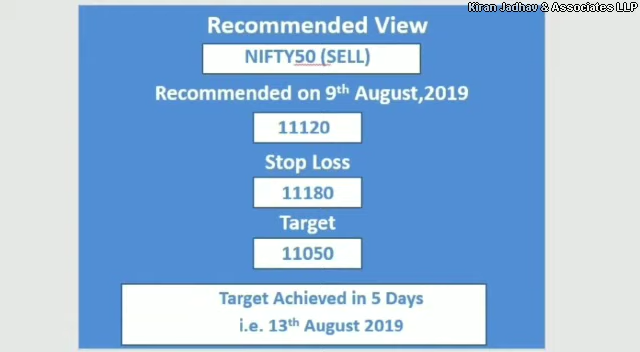 Kiran Jadhav & Associates LLP
Recommended View
NIFTY50 (SELL)
Recommended on 9th August,2019
11120
Stop Loss
11180
Target
11050
Target Achieved in 5 Days
i.e. 13th August 2019